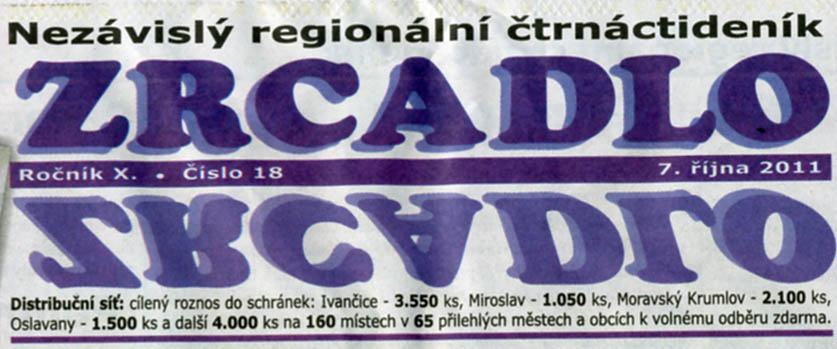 Nezávislý regionální čtrnáctideník
ZRCADLO
Ročník X. • Číslo 18 7. října 2011
ZRCADLO
Distribuční síť: cílený roznos do schránek: Ivančice - 3.550 ks, Miroslav - 1.050 ks, Moravský Krumlov - 2.100 ks,
Oslavany - 1.500 ks a další 4.000 ks na 160 místech v 65 přilehlých městech a obcích k volnému odběru zdarma.